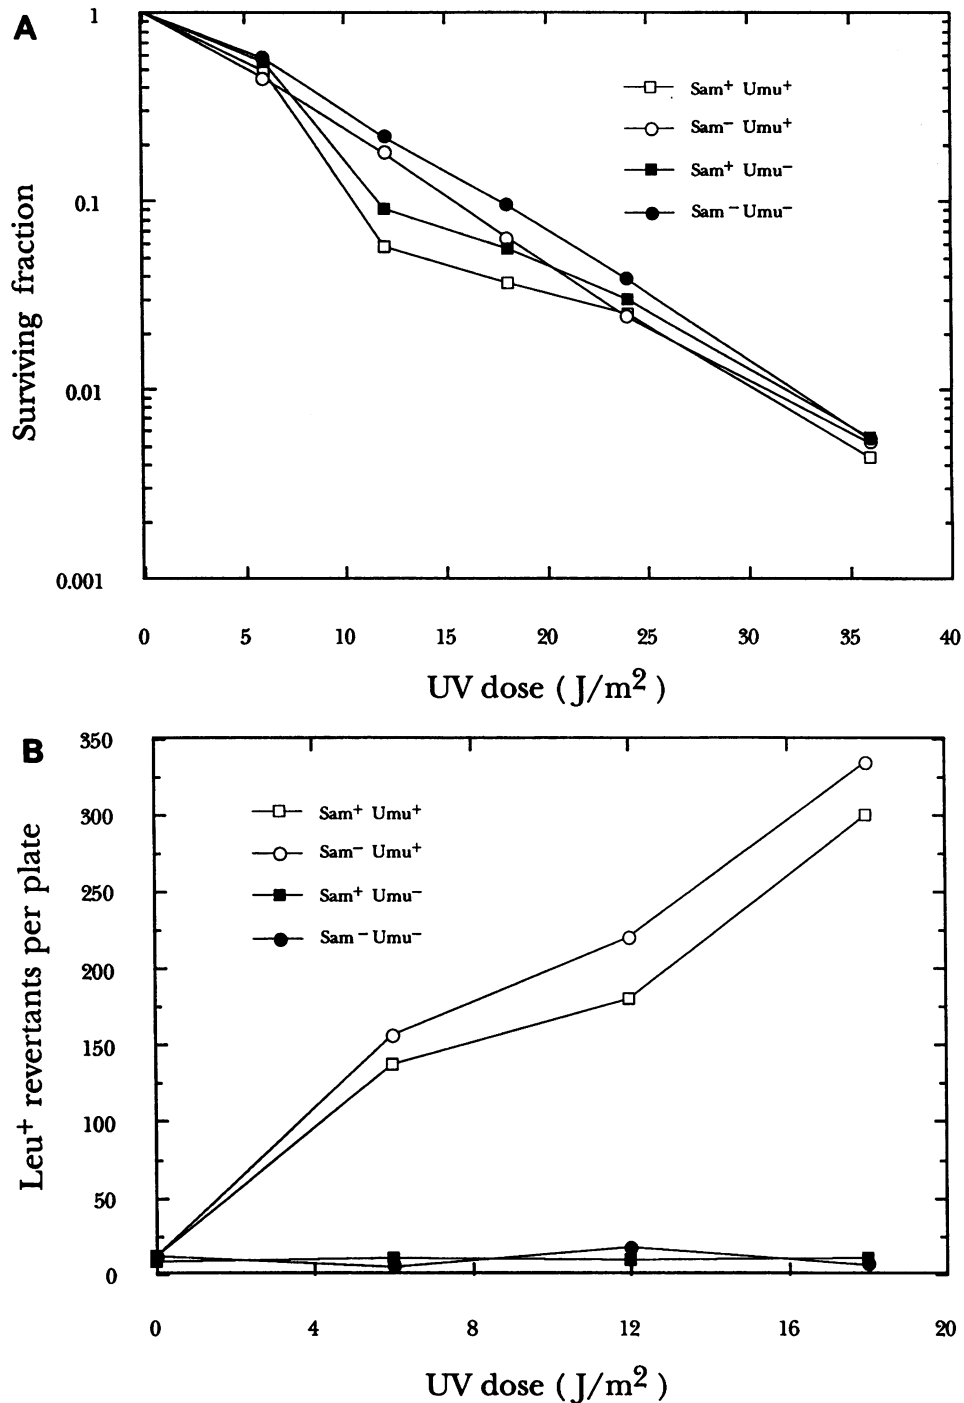 A
1
0.1
0.01
0.001
Surviving fraction
Sam+ Umu+
Sam− Umu+
Sam+ Umu−
Sam− Umu−
0 5 10 15 20 25 30 35 40
UV dose ( J/m2 )
B
350
300
250
200
150
100
50
0
Leu+ revertants per plate
Sam+ Umu+
Sam− Umu+
Sam+ Umu−
Sam− Umu−
0 4 8 12 16 20
UV dose ( J/m2 )